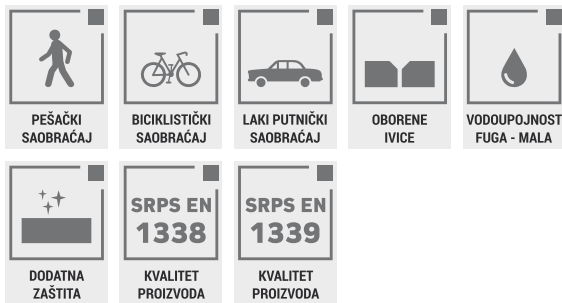 PEŠAČKI
SAOBRAĆAJ
BICIKLISTIČKI
SAOBRAĆAJ
LAKI PUTNIČKI
SAOBRAĆAJ
OBORENE
IVICE
VODOUPOJNOST
FUGA - MALA
DODATNA
ZAŠTITA
SRPS EN
1338
KVALITET
PROIZVODA
SRPS EN
1339
KVALITET
PROIZVODA